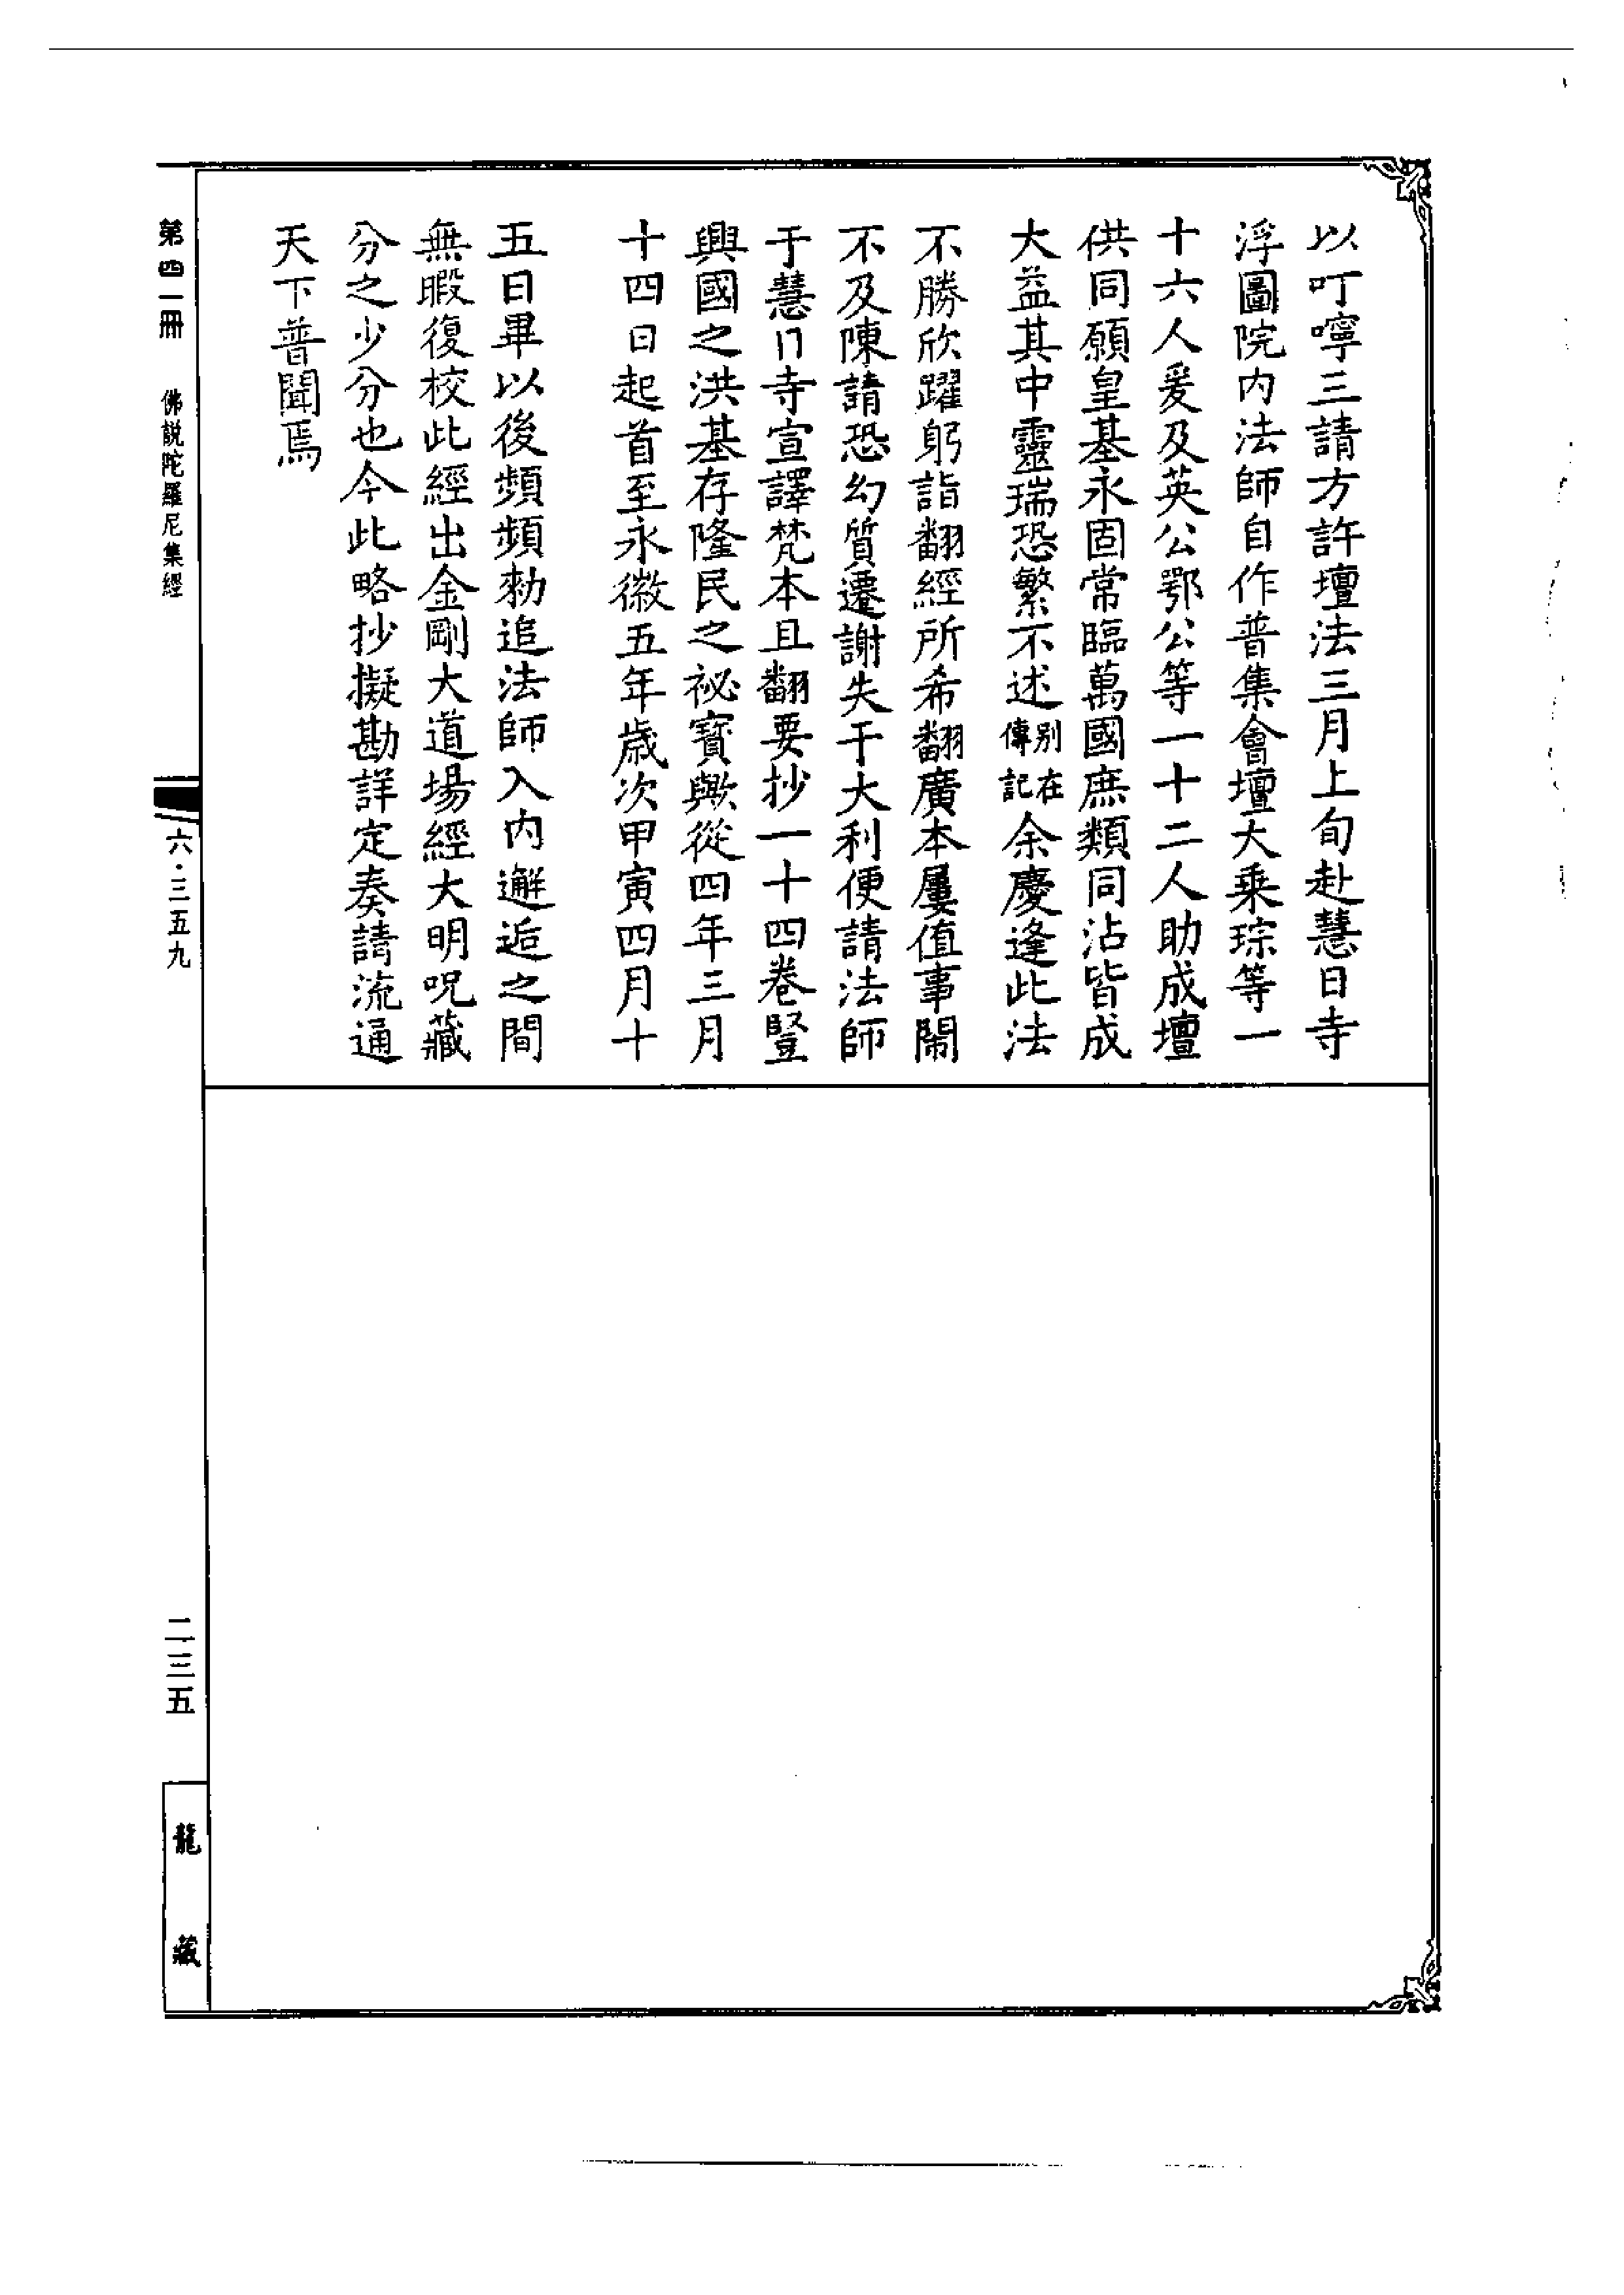 以叮嚀三請方許壇法三月上旬赴慧日寺
浮圖院內法師自作普集會壇大乘琮等一
十六人爰及英公鄂公等一十二人助成壇
供同願皇基永固常臨萬國庶類同沾皆成
大益其中靈瑞恐繁不述別在傳記余慶逢此法
不勝欣躍躬詣翻經所希翻廣本屢值事鬧
不及陳請恐幻質遷謝失于大利便請法師
于慧日寺宣譯梵本且翻要抄一十四卷豎
興國之洪基存隆民之祕寶歟從四年三月
十四日起首至永徽五年歲次甲寅四月十
五日畢以後頻頻勑追法師入內邂逅之間
無暇復校此經出金剛大道場經大明呪藏
分之少分也今此略抄擬勘詳定奏請流通
天下普聞焉
第四一冊 佛說陀羅尼集經
六·三五九
二三五
龍藏